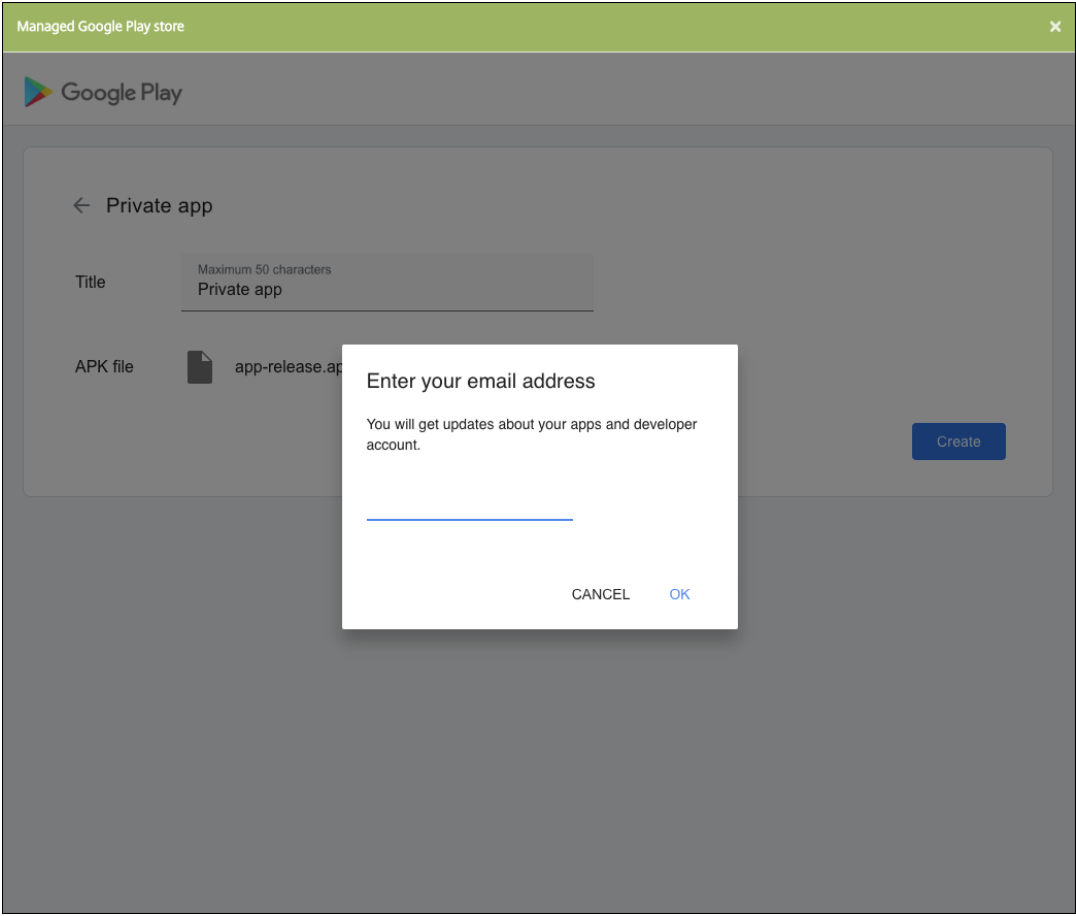 Managed Google Play store
Google Play
Private app
Title
Maximum 50 characters
Private app
APK file
app-release.ap
Enter your email address
You will get updates about your apps and developer
account.
Create
CANCEL OK